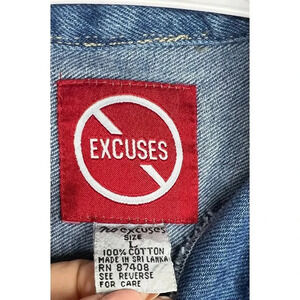 EXCUSES
No excuses
SIZE
L
100% COTTON
MADE IN SRI LANKA
RN 87408
SEE REVERSE
FOR CARE